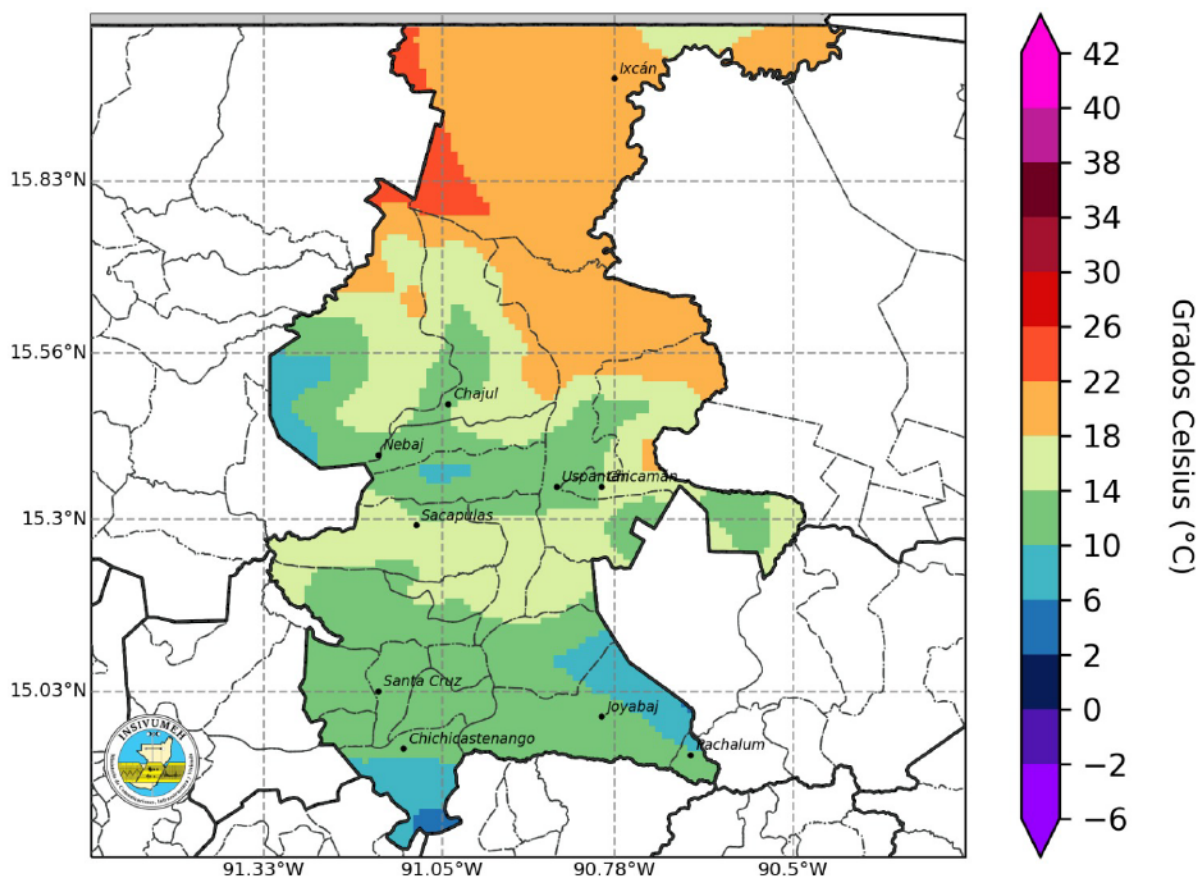 Ixcán
Chajul
Nebaj
Uspantán
Chicamán
Sacapulas
Santa Cruz
Joyabaj
Chichicastenango
Pachalum
15.83°N
15.56°N
15.3°N
15.03°N
91.33°W
91.05°W
90.78°W
90.5°W
INSIVUMEH
42
40
38
34
30
26
22
18
14
10
6
2
0
−2
−6
Grados Celsius (°C)